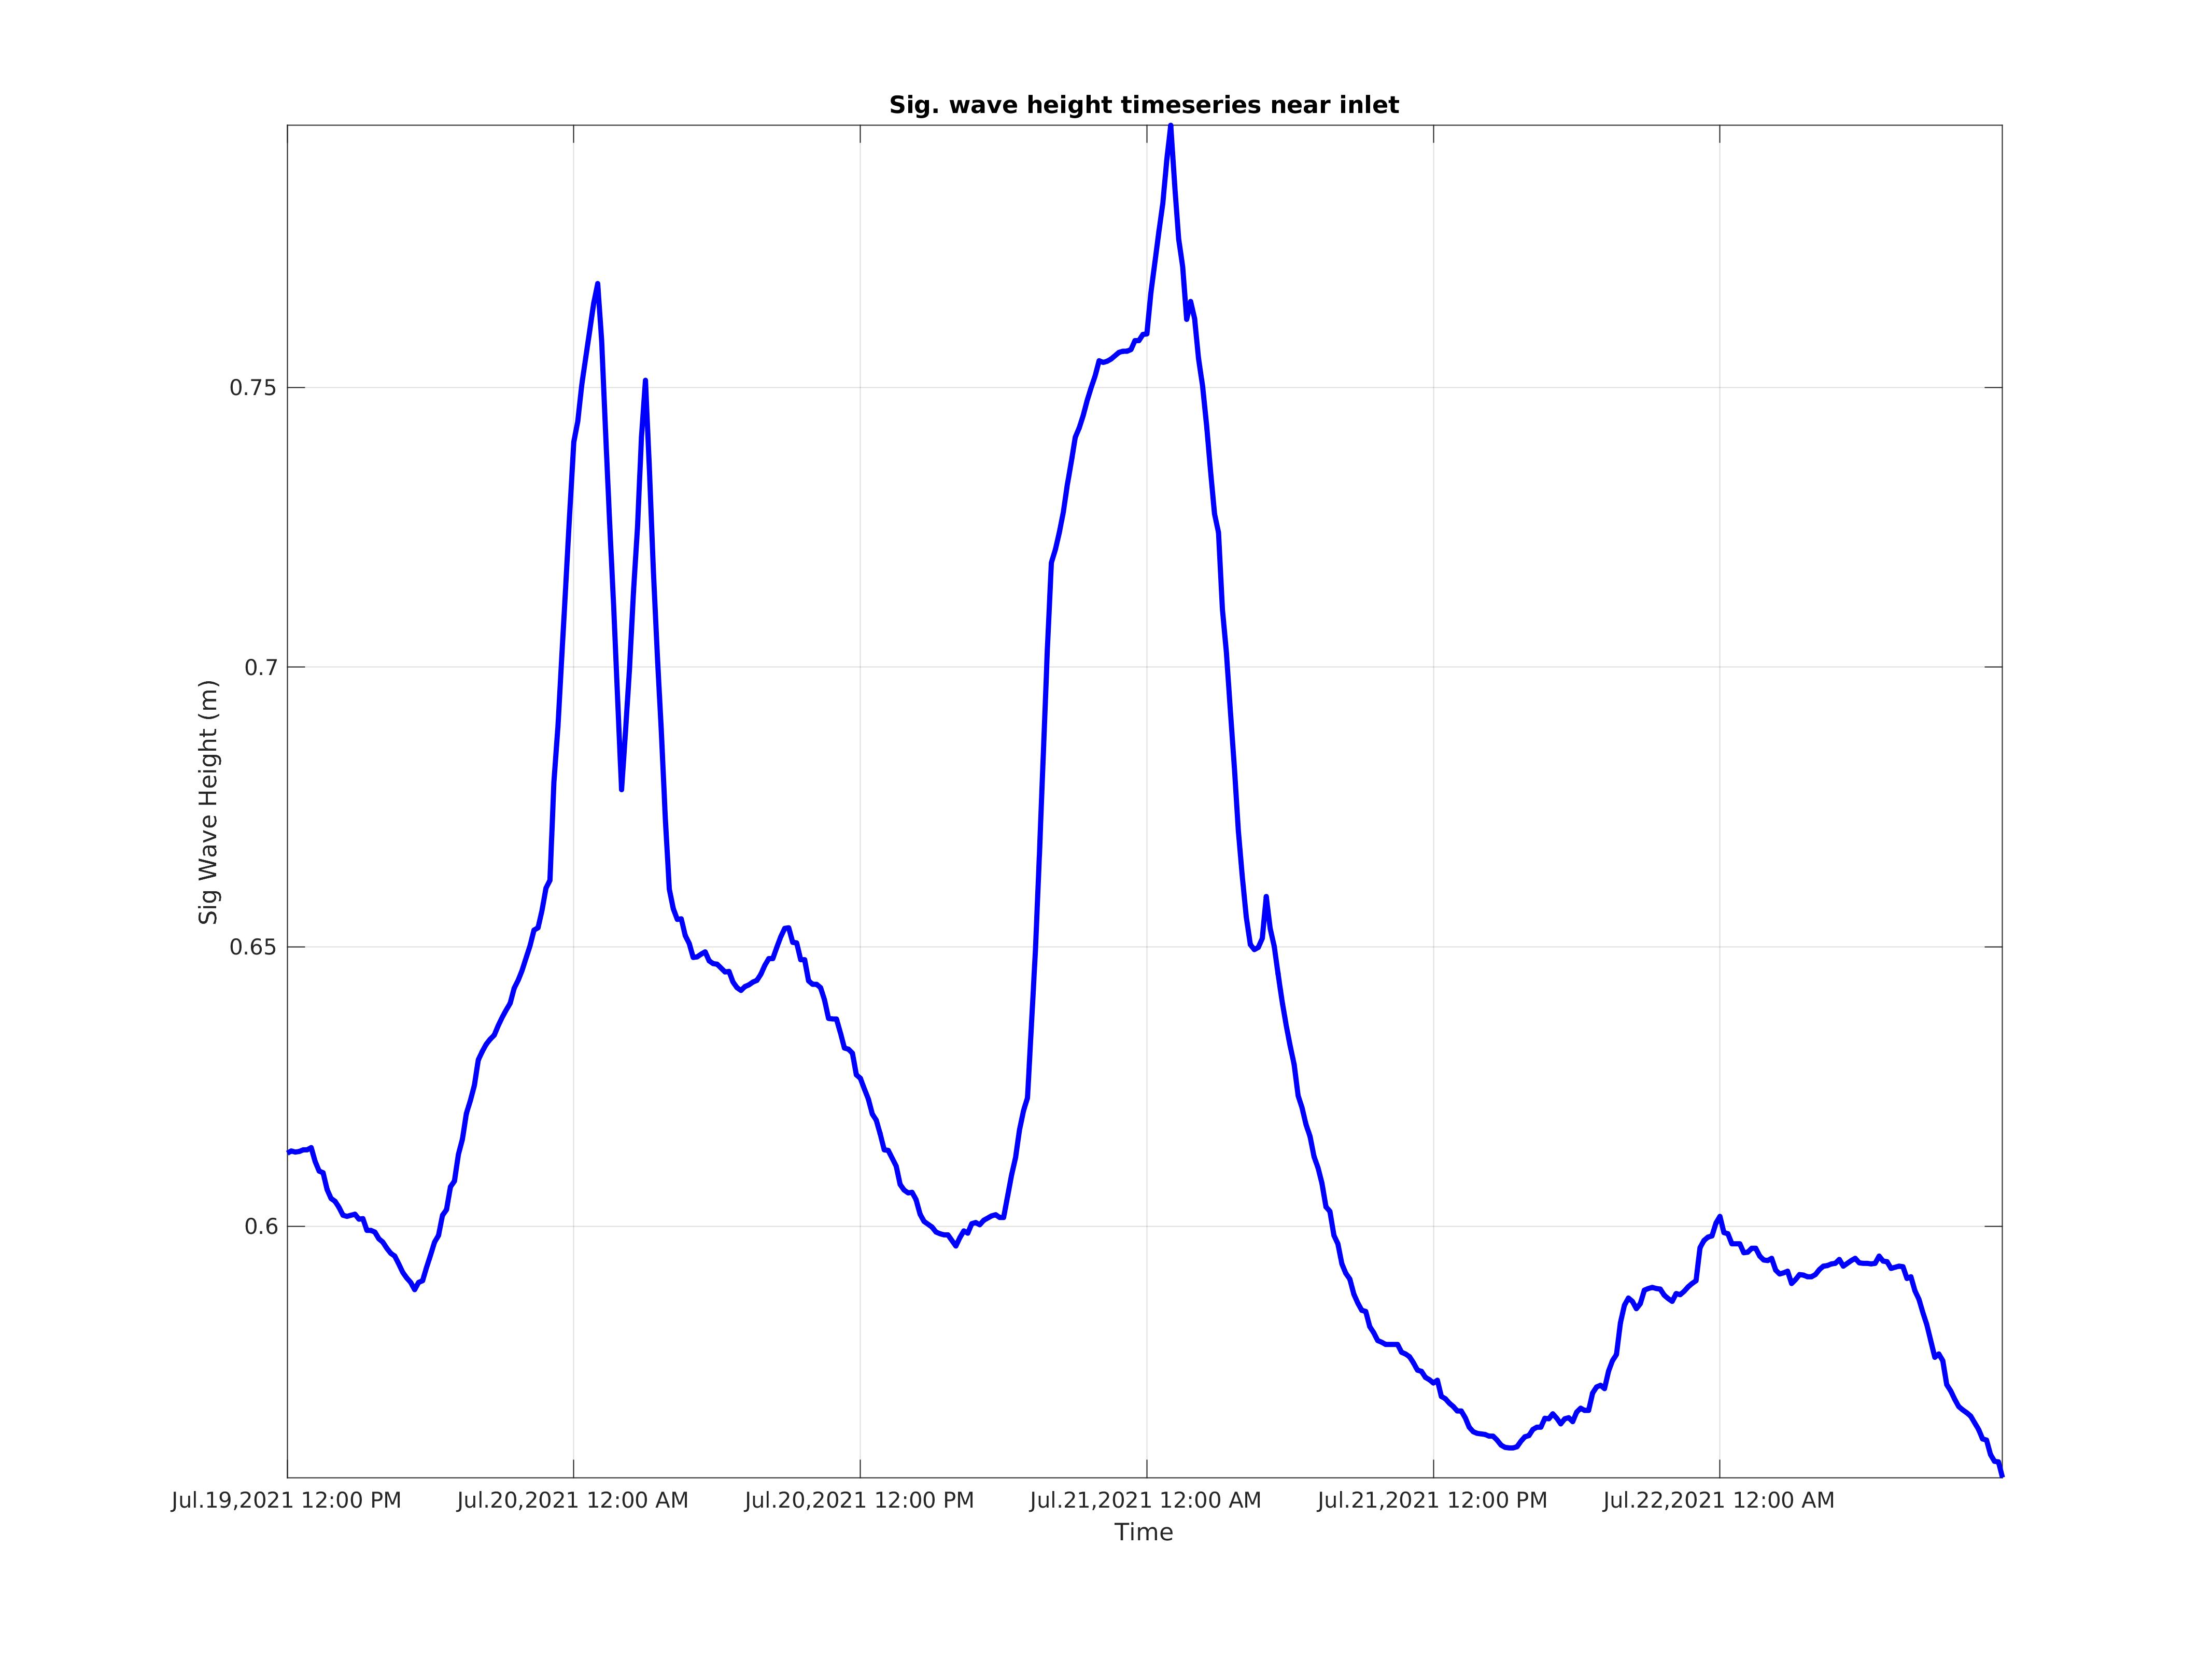 Sig. wave height timeseries near inlet
Sig Wave Height (m)
0.75
0.7
0.65
0.6
Jul.19,2021 12:00 PM
Jul.20,2021 12:00 AM
Jul.20,2021 12:00 PM
Jul.21,2021 12:00 AM
Jul.21,2021 12:00 PM
Jul.22,2021 12:00 AM
Time